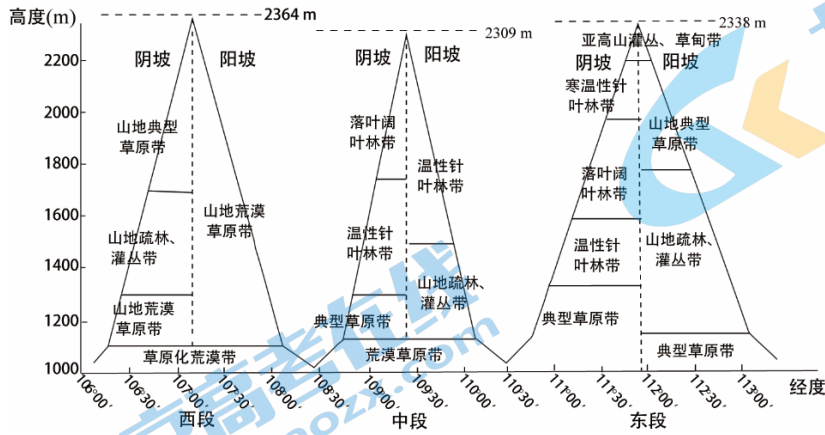 高度(m)
2200
2000
1800
1600
1400
1200
1000
2364 m
阴坡
阳坡
山地典型
草原带
山地荒漠
草原带
山地疏林、
灌丛带
山地荒漠
草原带
草原化荒漠带
2309 m
阴坡
阳坡
落叶阔
叶林带
温性针
叶林带
温性针
叶林带
山地疏林、
灌丛带
典型草原带
荒漠草原带
2338 m
亚高山灌丛、草甸带
阴坡
阳坡
寒温性针
叶林带
山地典型
草原带
落叶阔
叶林带
山地疏林、
灌丛带
温性针
叶林带
典型草原带
典型草原带
106°00′
106°30′
107°00′
107°30′
108°00′
108°30′
109°00′
109°30′
110°00′
110°30′
111°00′
111°30′
112°00′
112°30′
113°00′
经度
西段
中段
东段
高考在线
ozx.com